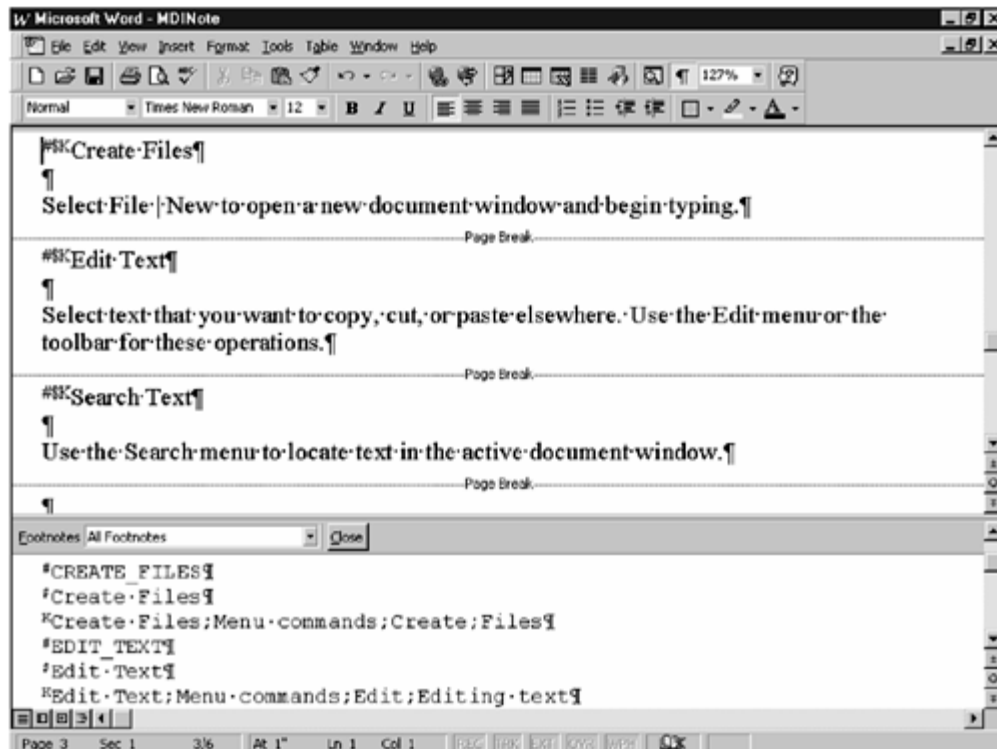 Microsoft Word - MDINote
File Edit View Insert Format Tools Table Window Help
127%
Normal Times New Roman 12 B I U A
#$KCreate·Files¶
¶
Select·File·|·New·to·open·a·new·document·window·and·begin·typing.¶
Page Break
#$KEdit·Text¶
¶
Select·text·that·you·want·to·copy,·cut,·or·paste·elsewhere.·Use·the·Edit·menu·or·the·
toolbar·for·these·operations.¶
Page Break
#$KSearch·Text¶
¶
Use·the·Search·menu·to·locate·text·in·the·active·document·window.¶
Page Break
¶
Footnotes All Footnotes Close
#CREATE_FILES¶
$Create·Files¶
KCreate·Files;Menu·commands;Create;Files¶
#EDIT_TEXT¶
$Edit·Text¶
KEdit·Text;Menu·commands;Edit;Editing·text¶
Page 3 Sec 1 3/6 At 1" Ln 1 Col 1 REC TRK EXT OVR WPH